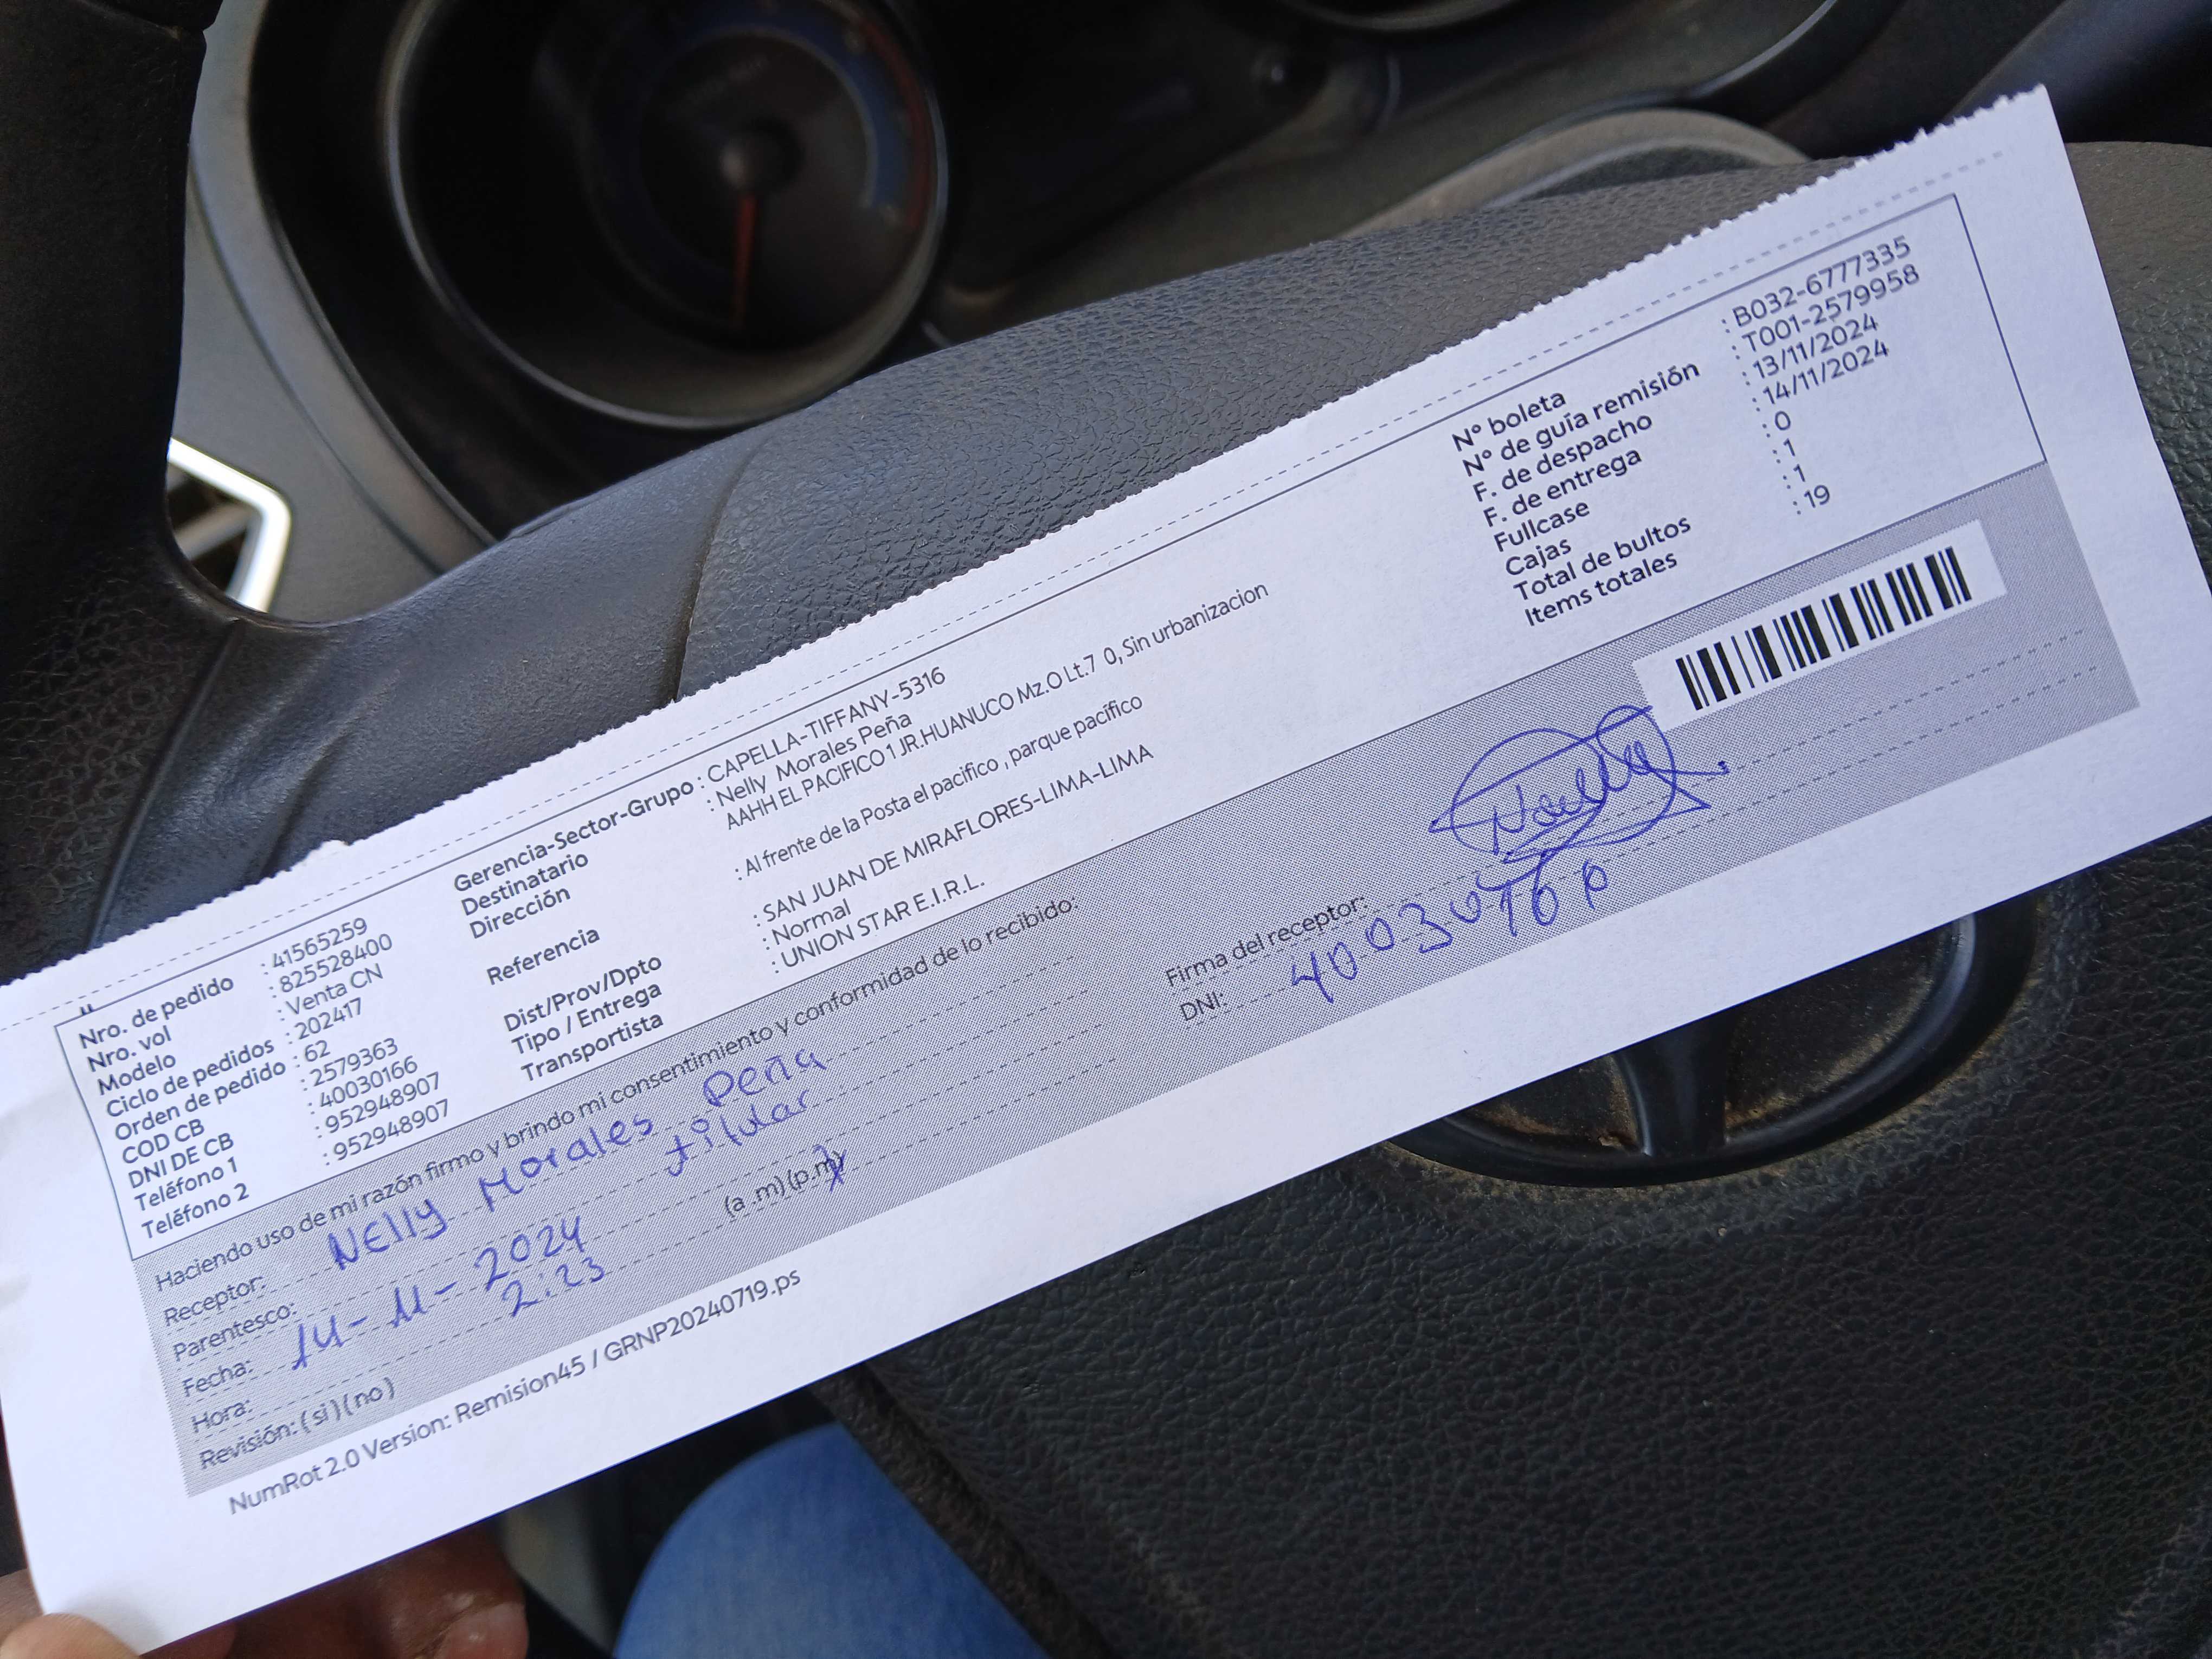 Nro. de pedido : 41565259
Nro. vol : 825528400
Modelo : Venta CN
Ciclo de pedidos : 202417
Orden de pedido : 62
COD CB : 2579363
DNI DE CB : 40030166
Teléfono 1 : 952948907
Teléfono 2 : 952948907
Gerencia-Sector-Grupo : CAPELLA-TIFFANY-5316
Destinatario : Nelly Morales Peña
Dirección AAHH EL PACIFICO 1 JR.HUANUCO Mz.O Lt.7 0, Sin urbanizacion
Referencia : Al frente de la Posta el pacifico , parque pacífico
Dist/Prov/Dpto : SAN JUAN DE MIRAFLORES-LIMA-LIMA
Tipo / Entrega : Normal
Transportista : UNION STAR E.I.R.L.
N° boleta : B032-6777335
N° de guía remisión : T001-2579958
F. de despacho : 13/11/2024
F. de entrega : 14/11/2024
Fullcase : 0
Cajas : 1
Total de bultos : 1
Items totales : 19
Haciendo uso de mi razón firmo y brindo mi consentimiento y conformidad de lo recibido:
Receptor: Nelly Morales Peña
Parentesco: titular
Fecha: 14-11-2024
Hora: 2:23 (a .m) (p.m)
Revisión: ( si ) ( no )
Firma del receptor: Nelly
DNI:
NumRot 2.0 Version: Remision45 / GRNP20240719.ps